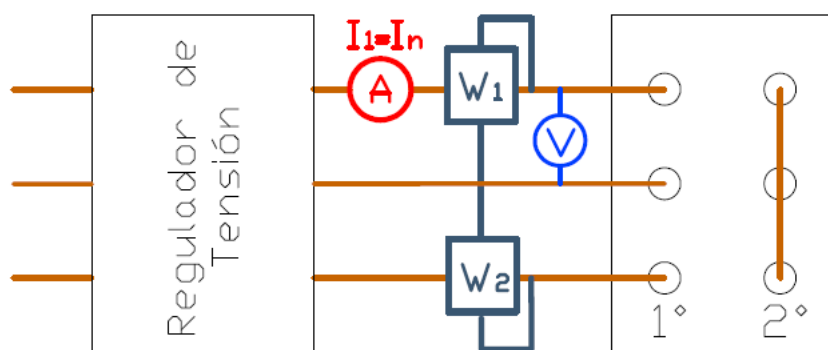 Regulador de
Tensión
I1=In
A
W1
V
W2
1°
2°